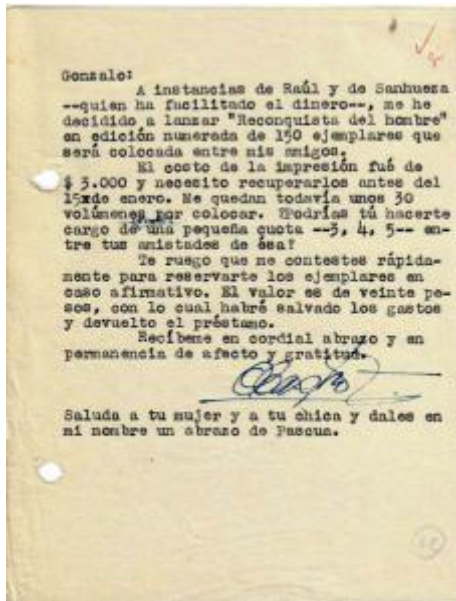 Gonzalo:
A instancias de Raúl y de Sanhueza
--quien ha facilitado el dinero--, me he
decidido a lanzar "Reconquista del hombre"
en edición numerada de 150 ejemplares que
será colocada entre mis amigos.
El costo de la impresión fué de
$ 3.000 y necesito recuperarlos antes del
15xde enero. Me quedan todavía unos 30
volúmenes por colocar. ?Podrías tú hacerte
cargo de una pequeña cuota --3, 4, 5-- en-
tre tus amistades de ésa?
Te ruego que me contestes rápida-
mente para reservarte los ejemplares en
caso afirmativo. El valor es de veinte pe-
sos, con lo cual habré salvado los gastos
y devuelto el préstamo.
Recíbeme en cordial abrazo y en
permanencia de afecto y gratitud.
Saluda a tu mujer y a tu chica y dales en
mi nombre un abrazo de Pascua.